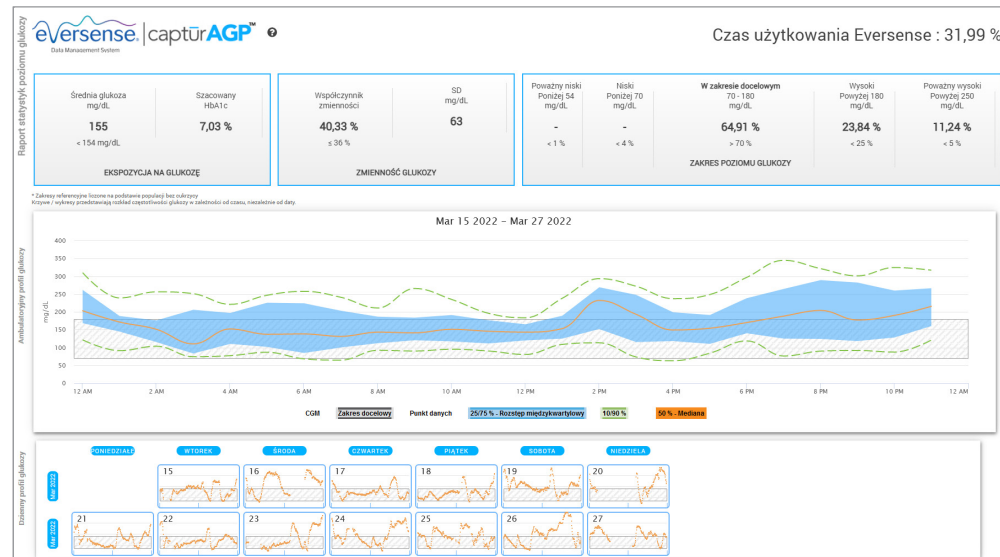 eversense. | captūrAGP™ ?
Data Management System
Czas użytkowania Eversense : 31,99 %
Raport statystyk poziomu glukozy
Średnia glukoza
mg/dL
155
< 154 mg/dL
Szacowany
HbA1c
7,03 %
EKSPOZYCJA NA GLUKOZĘ
Współczynnik
zmienności
40,33 %
≤ 36 %
SD
mg/dL
63
ZMIENNOŚĆ GLUKOZY
Poważny niski
Poniżej 54
mg/dL
-
< 1 %
Niski
Poniżej 70
mg/dL
-
< 4 %
W zakresie docelowym
70 - 180
mg/dL
64,91 %
> 70 %
Wysoki
Powyżej 180
mg/dL
23,84 %
< 25 %
Poważny wysoki
Powyżej 250
mg/dL
11,24 %
< 5 %
ZAKRES POZIOMU GLUKOZY
* Zakresy referencyjne liczone na podstawie populacji bez cukrzycy
Krzywe / wykresy przedstawiają rozkład częstotliwości glukozy w zależności od czasu, niezależnie od daty.
Ambulatoryjny profil glukozy
Mar 15 2022 – Mar 27 2022
mg/dL
400
350
300
250
200
150
100
50
0
12 AM 2 AM 4 AM 6 AM 8 AM 10 AM 12 PM 2 PM 4 PM 6 PM 8 PM 10 PM 12 AM
CGM Zakres docelowy Punkt danych 25/75 % - Rozstęp międzykwartylowy 10/90 % 50 % - Mediana
Dzienny profil glukozy
PONIEDZIAŁE WTOREK ŚRODA CZWARTEK PIĄTEK SOBOTA NIEDZIELA
Mar 2022
15 16 17 18 19 20
Mar 2022
21 22 23 24 25 26 27